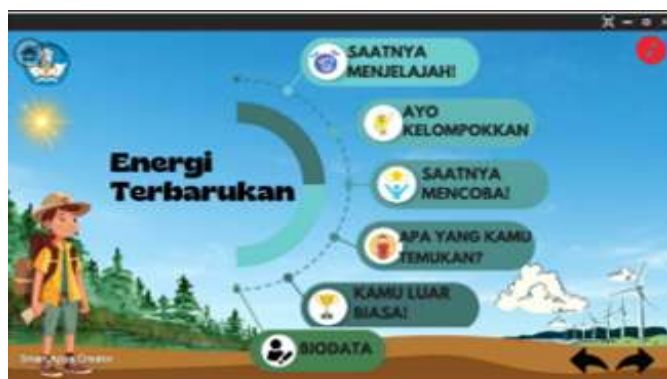 SAATNYA
MENJELAJAH!
AYO
KELOMPOKKAN
Energi
Terbarukan
SAATNYA
MENCOBA!
APA YANG KAMU
TEMUKAN?
KAMU LUAR
BIASA!
BIODATA
Smart Apps Creator